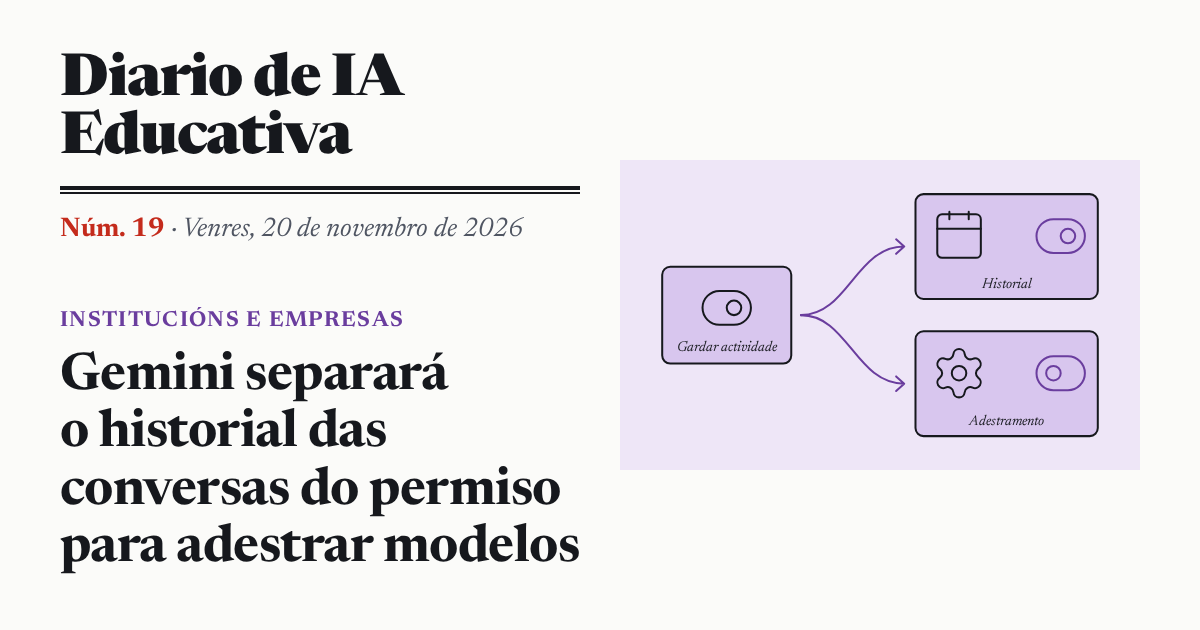 Diario de IA
Educativa
Núm. 19 · Venres, 20 de novembro de 2026
INSTITUCIÓNS E EMPRESAS
Gemini separará
o historial das
conversas do permiso
para adestrar modelos
Gardar actividade
Historial
Adestramento